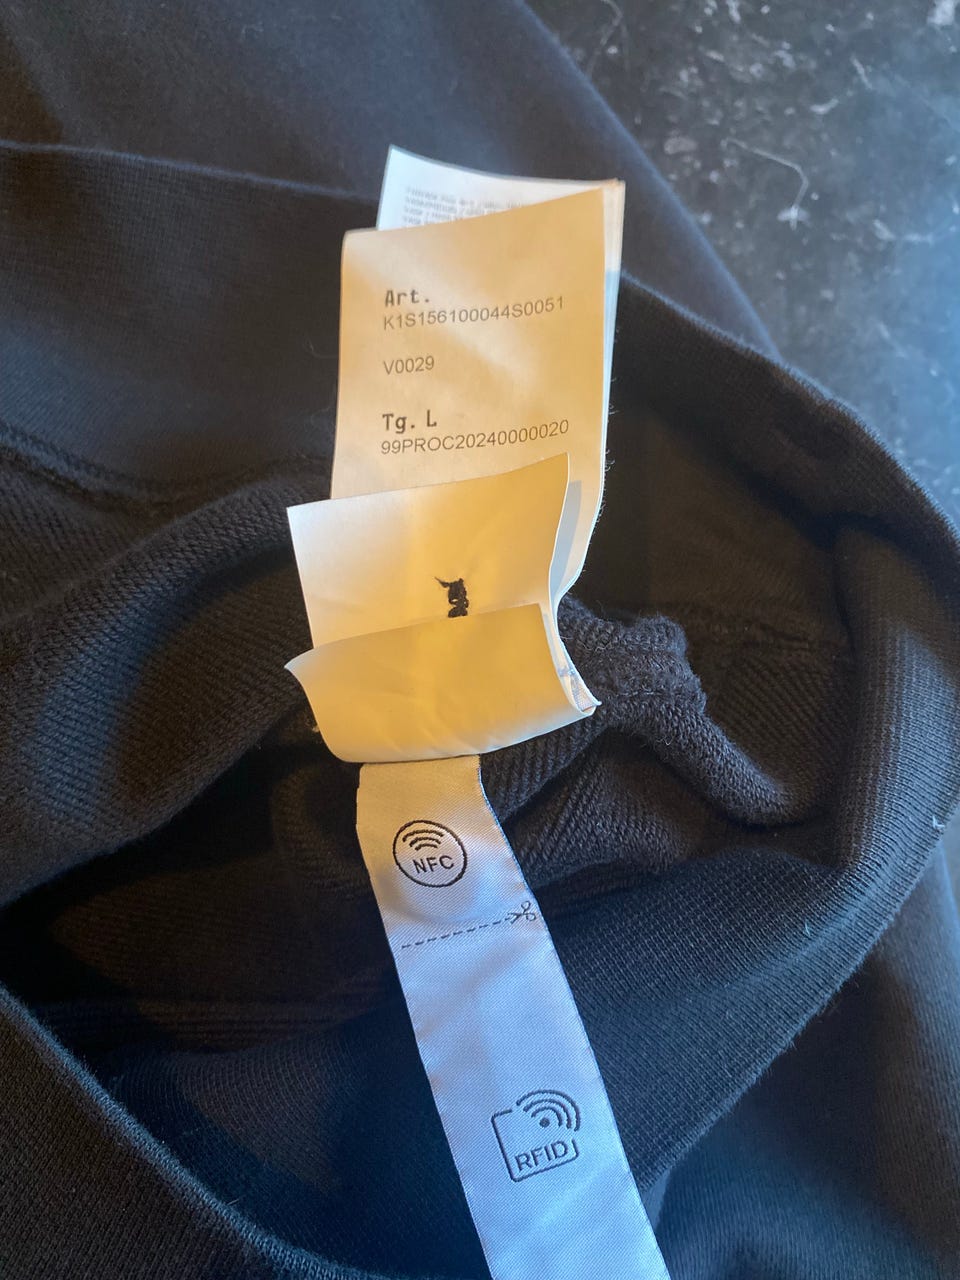 Art.
K1S156100044S0051
V0029
Tg. L
99PROC20240000020
NFC
RFID